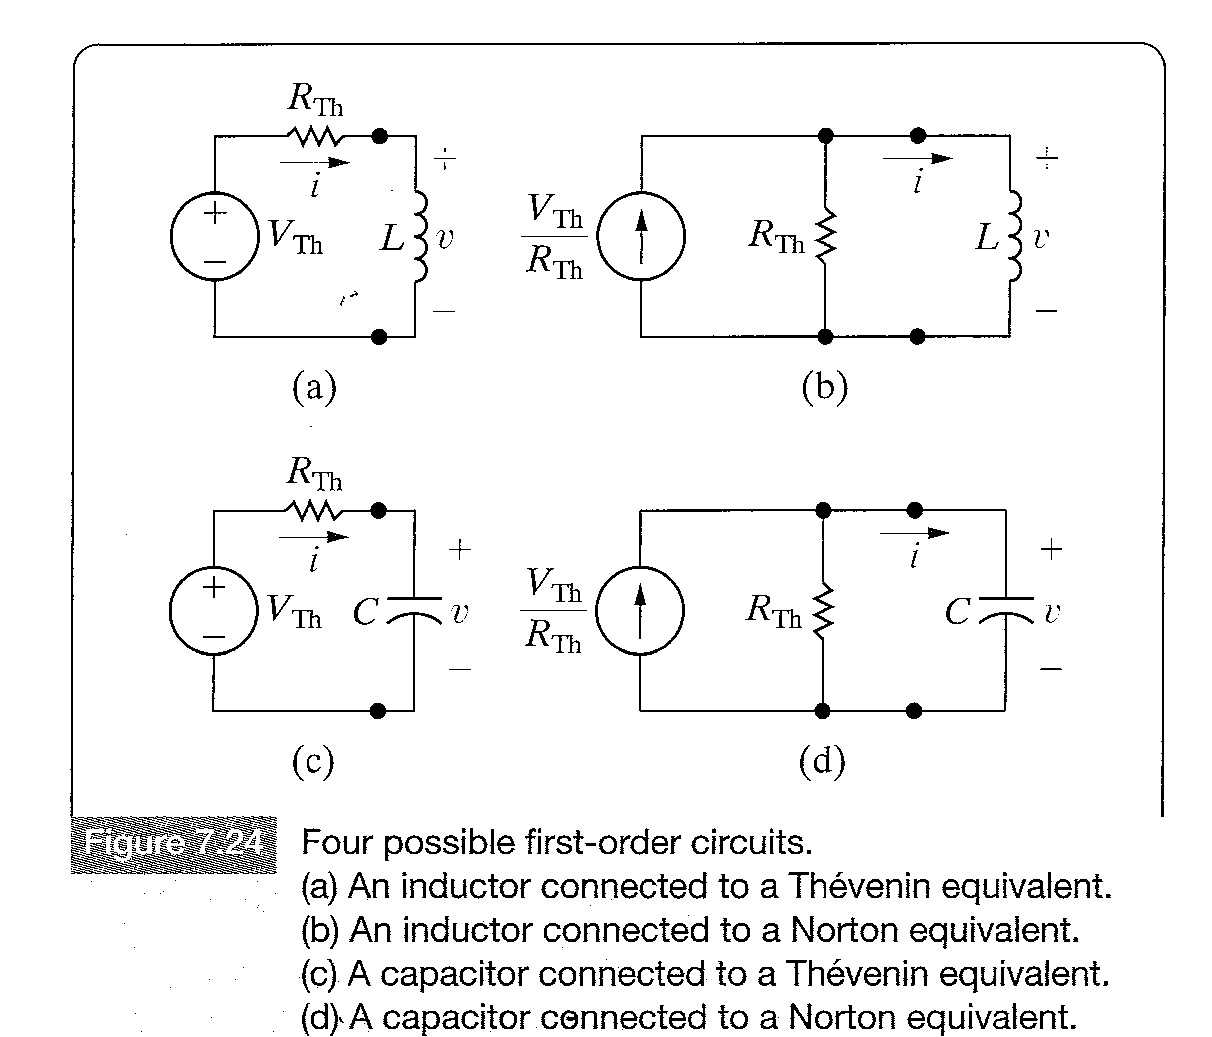 R_Th
i
+
−
V_Th
L
+
v
−
(a)
V_Th
R_Th
R_Th
i
L
+
v
−
(b)
R_Th
i
+
−
V_Th
C
+
v
−
(c)
V_Th
R_Th
R_Th
i
C
+
v
−
(d)
Figure 7.24 Four possible first-order circuits.
(a) An inductor connected to a Thévenin equivalent.
(b) An inductor connected to a Norton equivalent.
(c) A capacitor connected to a Thévenin equivalent.
(d) A capacitor connected to a Norton equivalent.